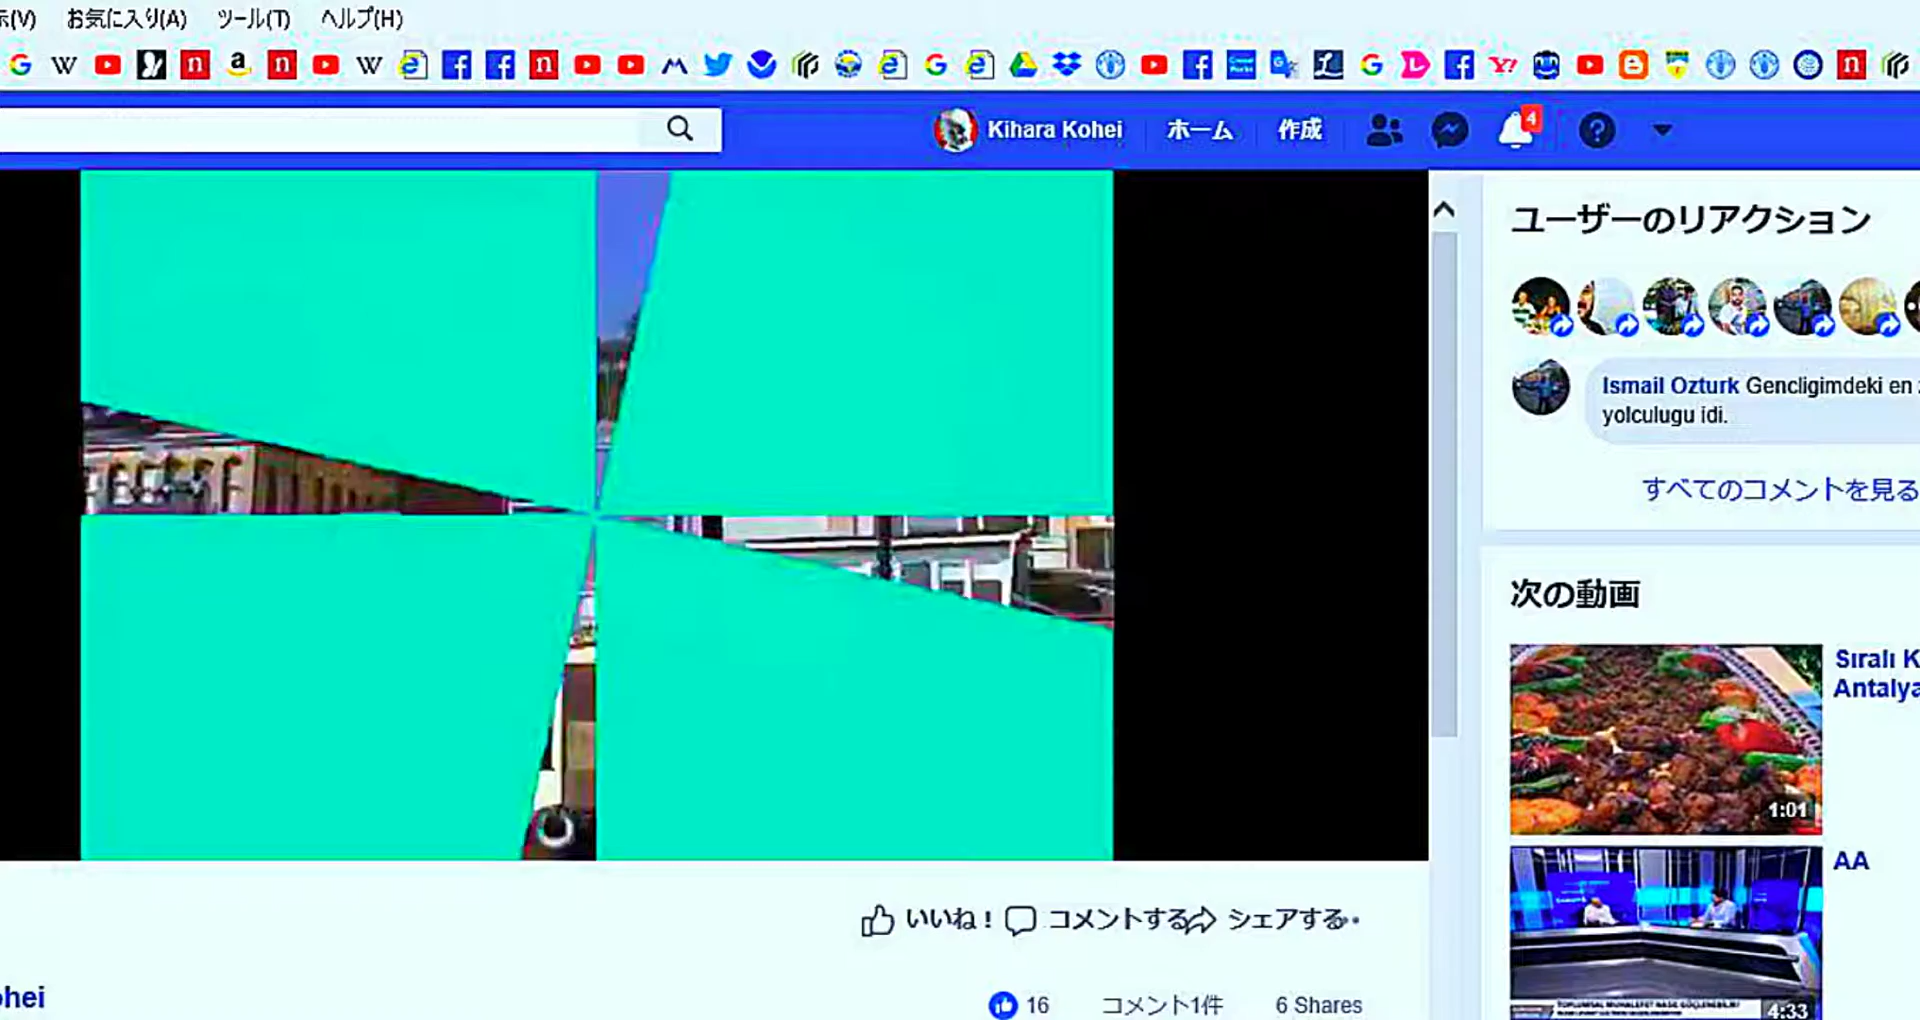 示(V) お気に入り(A) ツール(T) ヘルプ(H)
Kihara Kohei ホーム 作成 4
ユーザーのリアクション
Ismail Ozturk Gencligimdeki en
yolculugu idi.
すべてのコメントを見る
次の動画
Sıralı K
Antalya
1:01
AA
4:33
いいね！ コメントする シェアする
ohei
16 コメント1件 6 Shares